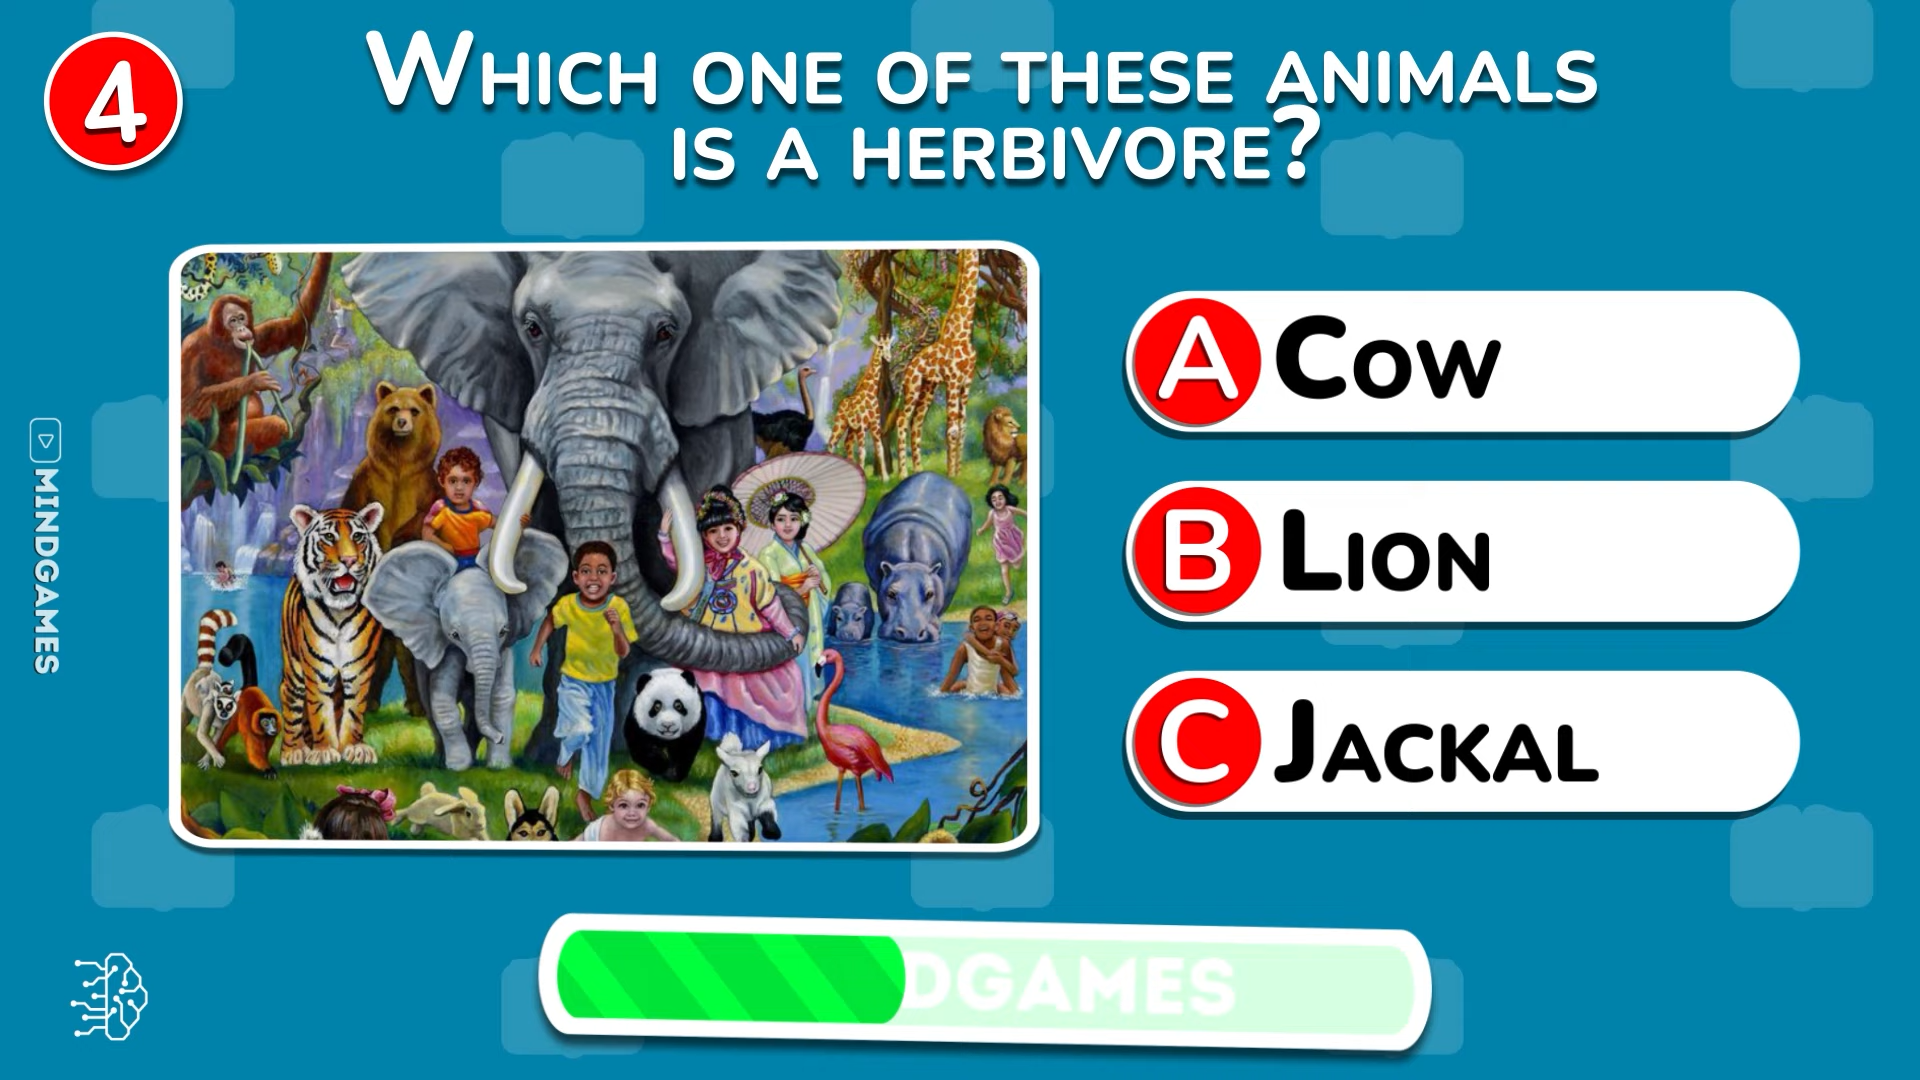 4
Which one of these animals
is a herbivore?
A Cow
B Lion
C Jackal
MINDGAMES
DGAMES